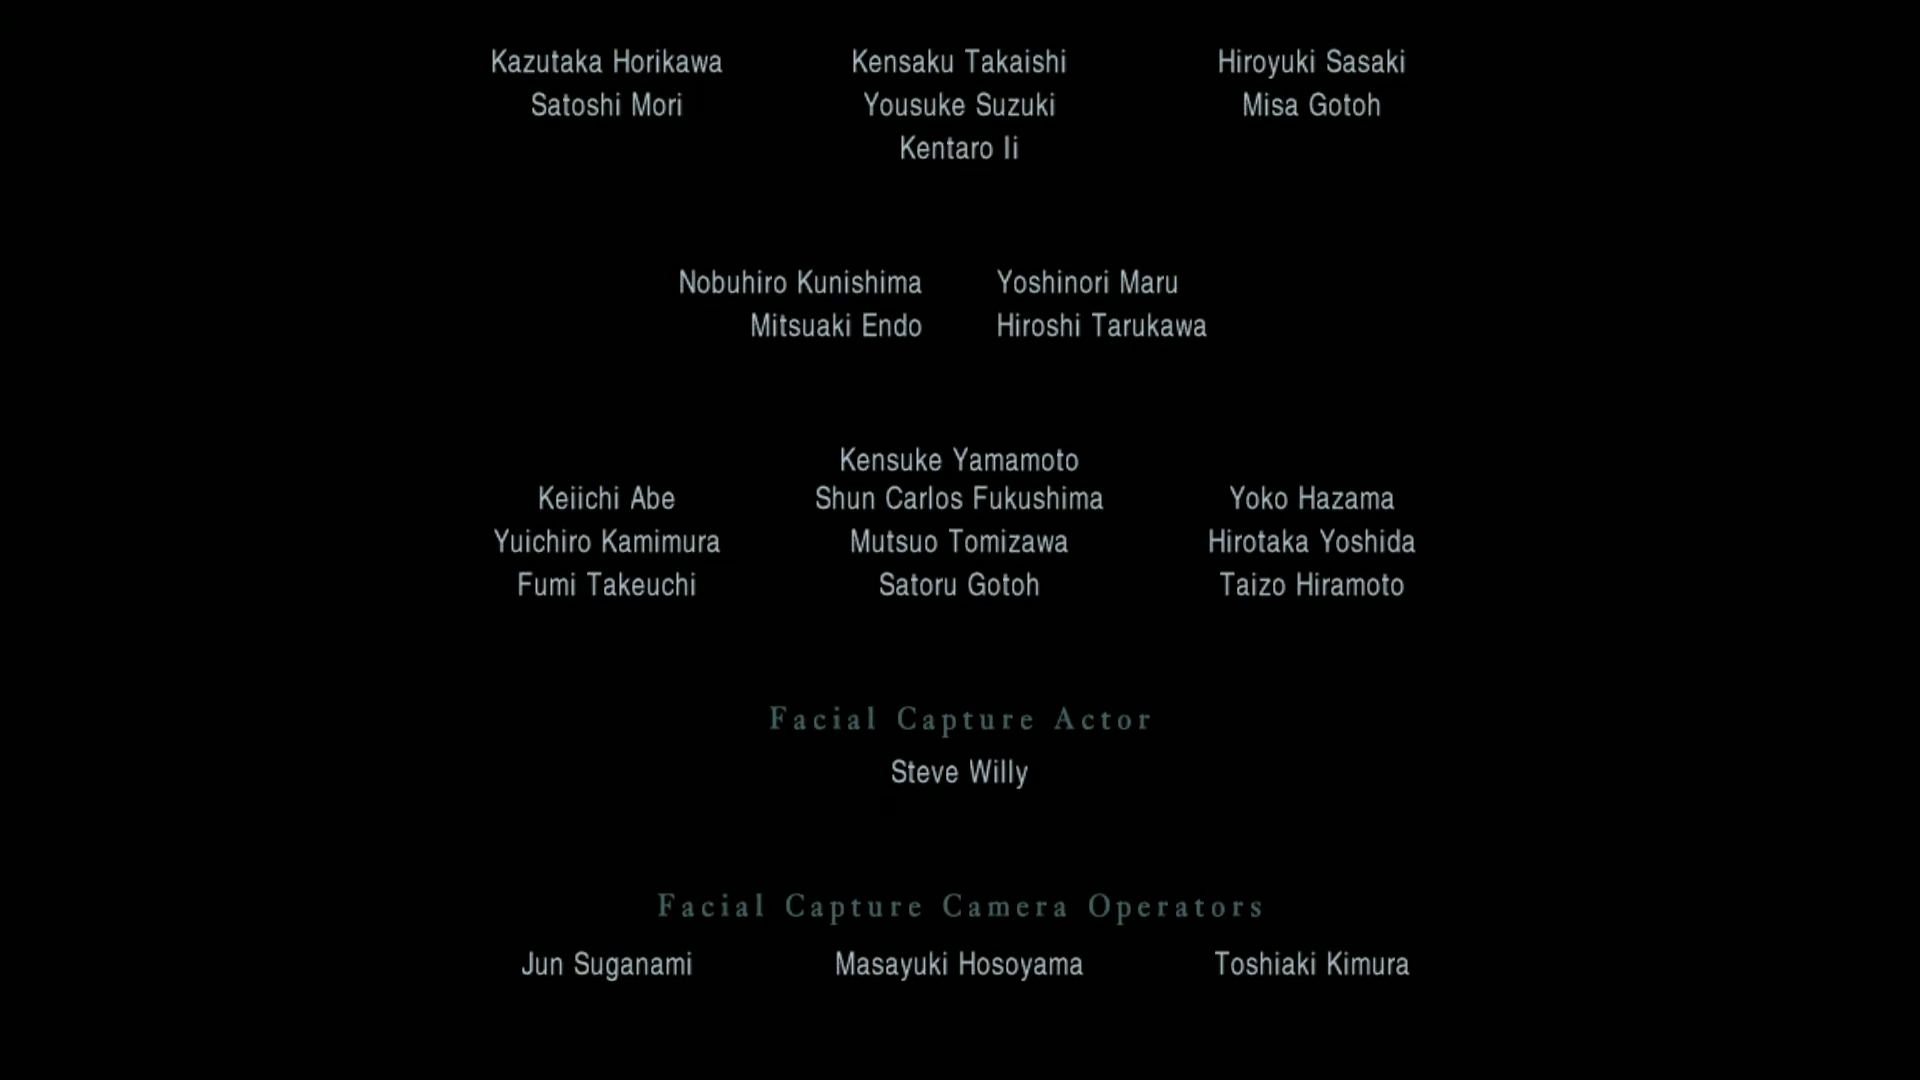 Kazutaka Horikawa Kensaku Takaishi Hiroyuki Sasaki
Satoshi Mori Yousuke Suzuki Misa Gotoh
Kentaro Ii
Nobuhiro Kunishima Yoshinori Maru
Mitsuaki Endo Hiroshi Tarukawa
Kensuke Yamamoto
Keiichi Abe Shun Carlos Fukushima Yoko Hazama
Yuichiro Kamimura Mutsuo Tomizawa Hirotaka Yoshida
Fumi Takeuchi Satoru Gotoh Taizo Hiramoto
Facial Capture Actor
Steve Willy
Facial Capture Camera Operators
Jun Suganami Masayuki Hosoyama Toshiaki Kimura